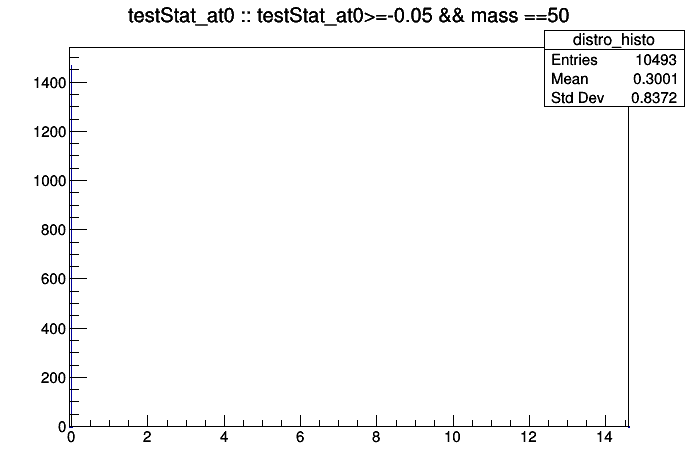 testStat_at0 :: testStat_at0>=-0.05 && mass ==50
distro_histo
Entries 10493
Mean 0.3001
Std Dev 0.8372
1400
1200
1000
800
600
400
200
0
0 2 4 6 8 10 12 14